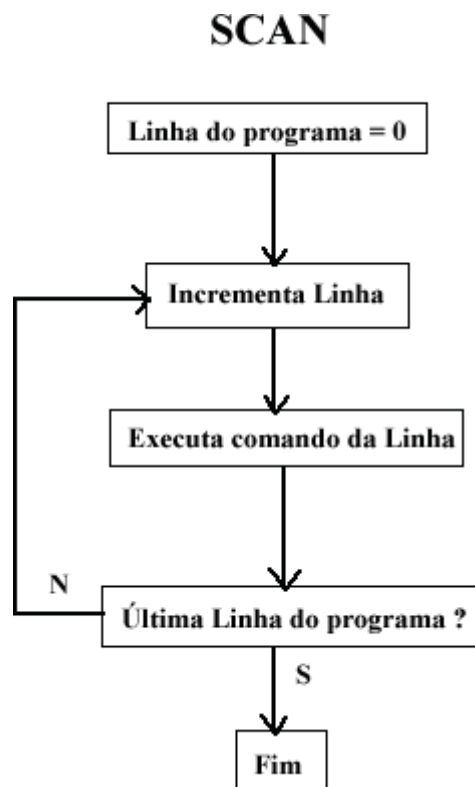 SCAN
Linha do programa = 0
Incrementa Linha
Executa comando da Linha
N
Última Linha do programa ?
S
Fim